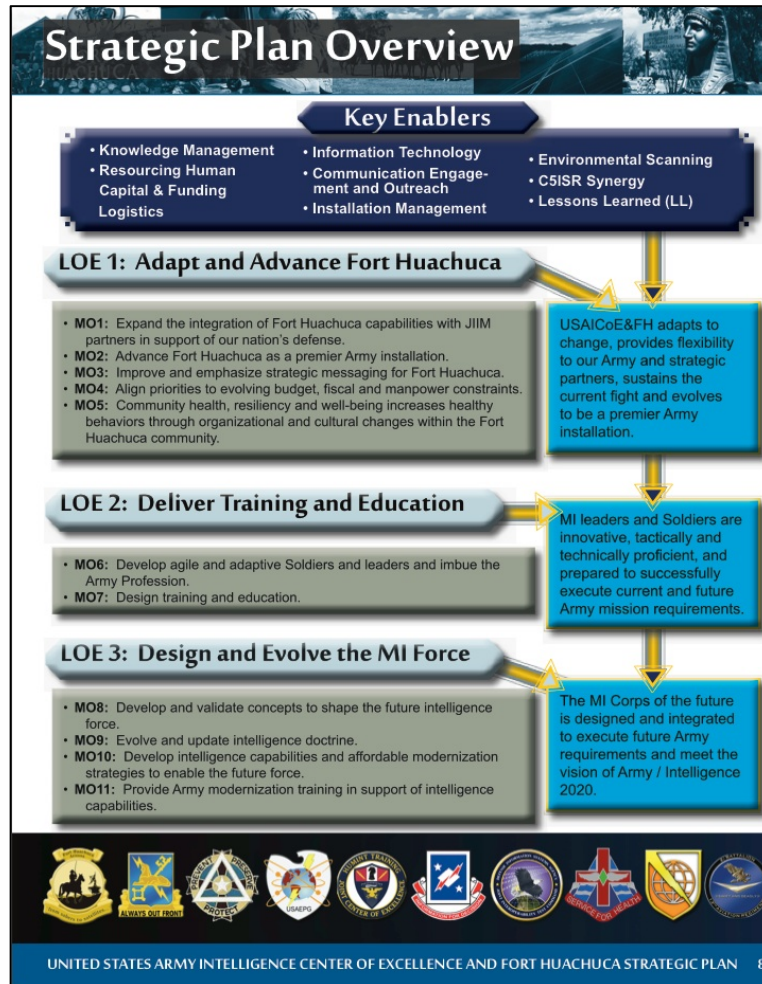 Strategic Plan Overview
HUACHUCA
Key Enablers
• Knowledge Management
• Resourcing Human
Capital & Funding
Logistics
• Information Technology
• Communication Engage-
ment and Outreach
• Installation Management
• Environmental Scanning
• C5ISR Synergy
• Lessons Learned (LL)
LOE 1: Adapt and Advance Fort Huachuca
• MO1: Expand the integration of Fort Huachuca capabilities with JIIM
partners in support of our nation's defense.
• MO2: Advance Fort Huachuca as a premier Army installation.
• MO3: Improve and emphasize strategic messaging for Fort Huachuca.
• MO4: Align priorities to evolving budget, fiscal and manpower constraints.
• MO5: Community health, resiliency and well-being increases healthy
behaviors through organizational and cultural changes within the Fort
Huachuca community.
USAICoE&FH adapts to
change, provides flexibility
to our Army and strategic
partners, sustains the
current fight and evolves
to be a premier Army
installation.
LOE 2: Deliver Training and Education
• MO6: Develop agile and adaptive Soldiers and leaders and imbue the
Army Profession.
• MO7: Design training and education.
MI leaders and Soldiers are
innovative, tactically and
technically proficient, and
prepared to successfully
execute current and future
Army mission requirements.
LOE 3: Design and Evolve the MI Force
• MO8: Develop and validate concepts to shape the future intelligence
force.
• MO9: Evolve and update intelligence doctrine.
• MO10: Develop intelligence capabilities and affordable modernization
strategies to enable the future force.
• MO11: Provide Army modernization training in support of intelligence
capabilities.
The MI Corps of the future
is designed and integrated
to execute future Army
requirements and meet the
vision of Army / Intelligence
2020.
Fort Huachuca
ALWAYS OUT FRONT
PROTECT
USAEPG
HUMINT TRAINING
JOINT CENTER OF EXCELLENCE
SERVICE FOR HEALTH
UNITED STATES ARMY INTELLIGENCE CENTER OF EXCELLENCE AND FORT HUACHUCA STRATEGIC PLAN 8